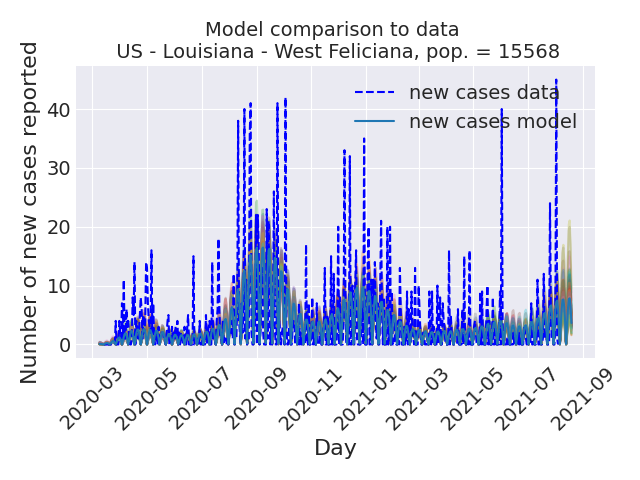 Model comparison to data
US - Louisiana - West Feliciana, pop. = 15568
Number of new cases reported
40
30
20
10
0
new cases data
new cases model
2020-03
2020-05
2020-07
2020-09
2020-11
2021-01
2021-03
2021-05
2021-07
2021-09
Day